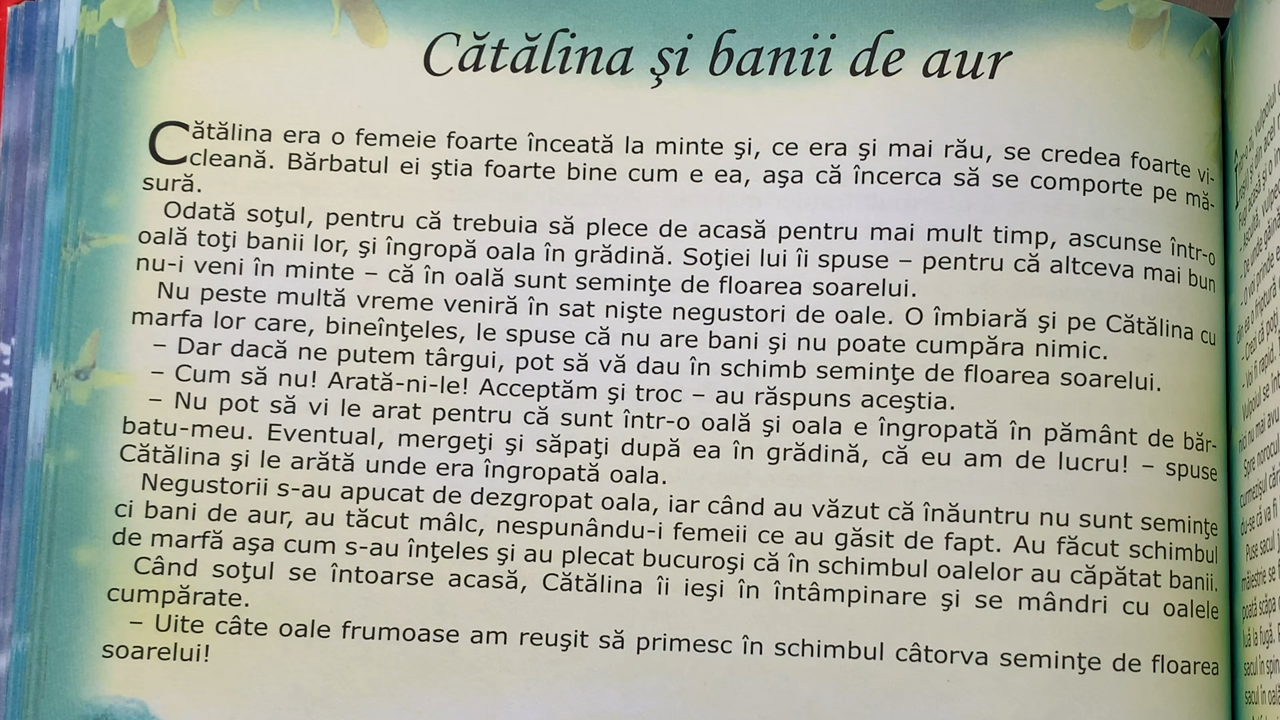 Cătălina şi banii de aur
Cătălina era o femeie foarte înceată la minte şi, ce era şi mai rău, se credea foarte vi-
cleană. Bărbatul ei ştia foarte bine cum e ea, aşa că încerca să se comporte pe mă-
sură.
Odată soţul, pentru că trebuia să plece de acasă pentru mai mult timp, ascunse într-o
oală toţi banii lor, şi îngropă oala în grădină. Soţiei lui îi spuse – pentru că altceva mai bun
nu-i veni în minte – că în oală sunt seminţe de floarea soarelui.
Nu peste multă vreme veniră în sat nişte negustori de oale. O îmbiară şi pe Cătălina cu
marfa lor care, bineînţeles, le spuse că nu are bani şi nu poate cumpăra nimic.
– Dar dacă ne putem târgui, pot să vă dau în schimb seminţe de floarea soarelui.
– Cum să nu! Arată-ni-le! Acceptăm şi troc – au răspuns aceştia.
– Nu pot să vi le arat pentru că sunt într-o oală şi oala e îngropată în pământ de băr-
batu-meu. Eventual, mergeţi şi săpaţi după ea în grădină, că eu am de lucru! – spuse
Cătălina şi le arătă unde era îngropată oala.
Negustorii s-au apucat de dezgropat oala, iar când au văzut că înăuntru nu sunt seminţe
ci bani de aur, au tăcut mâlc, nespunându-i femeii ce au găsit de fapt. Au făcut schimbul
de marfă aşa cum s-au înţeles şi au plecat bucuroşi că în schimbul oalelor au căpătat banii.
Când soţul se întoarse acasă, Cătălina îi ieşi în întâmpinare şi se mândri cu oalele
cumpărate.
– Uite câte oale frumoase am reuşit să primesc în schimbul câtorva seminţe de floarea
soarelui!